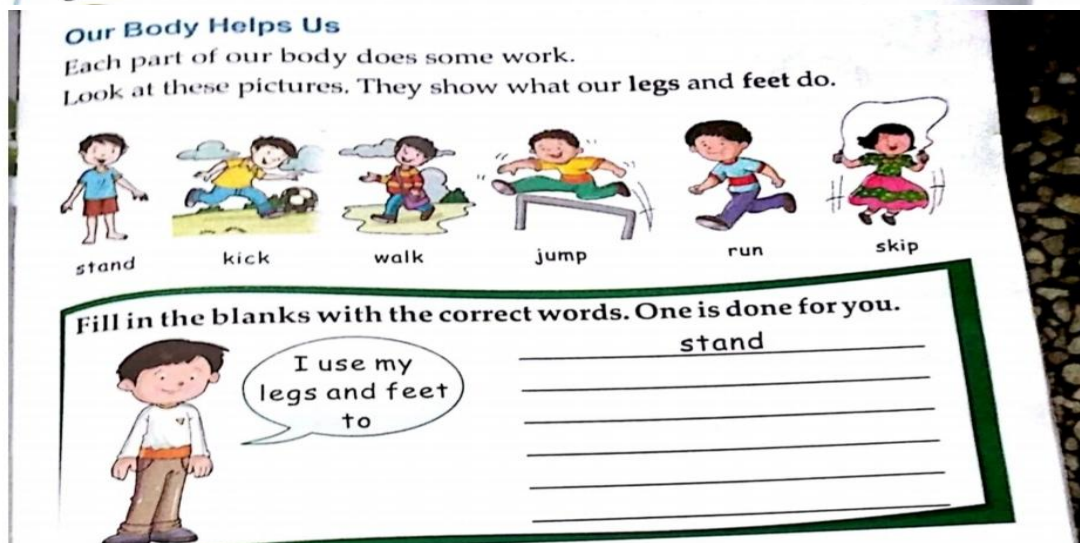 Our Body Helps Us
Each part of our body does some work.
Look at these pictures. They show what our legs and feet do.
stand kick walk jump run skip
Fill in the blanks with the correct words. One is done for you.
I use my
legs and feet
to
stand